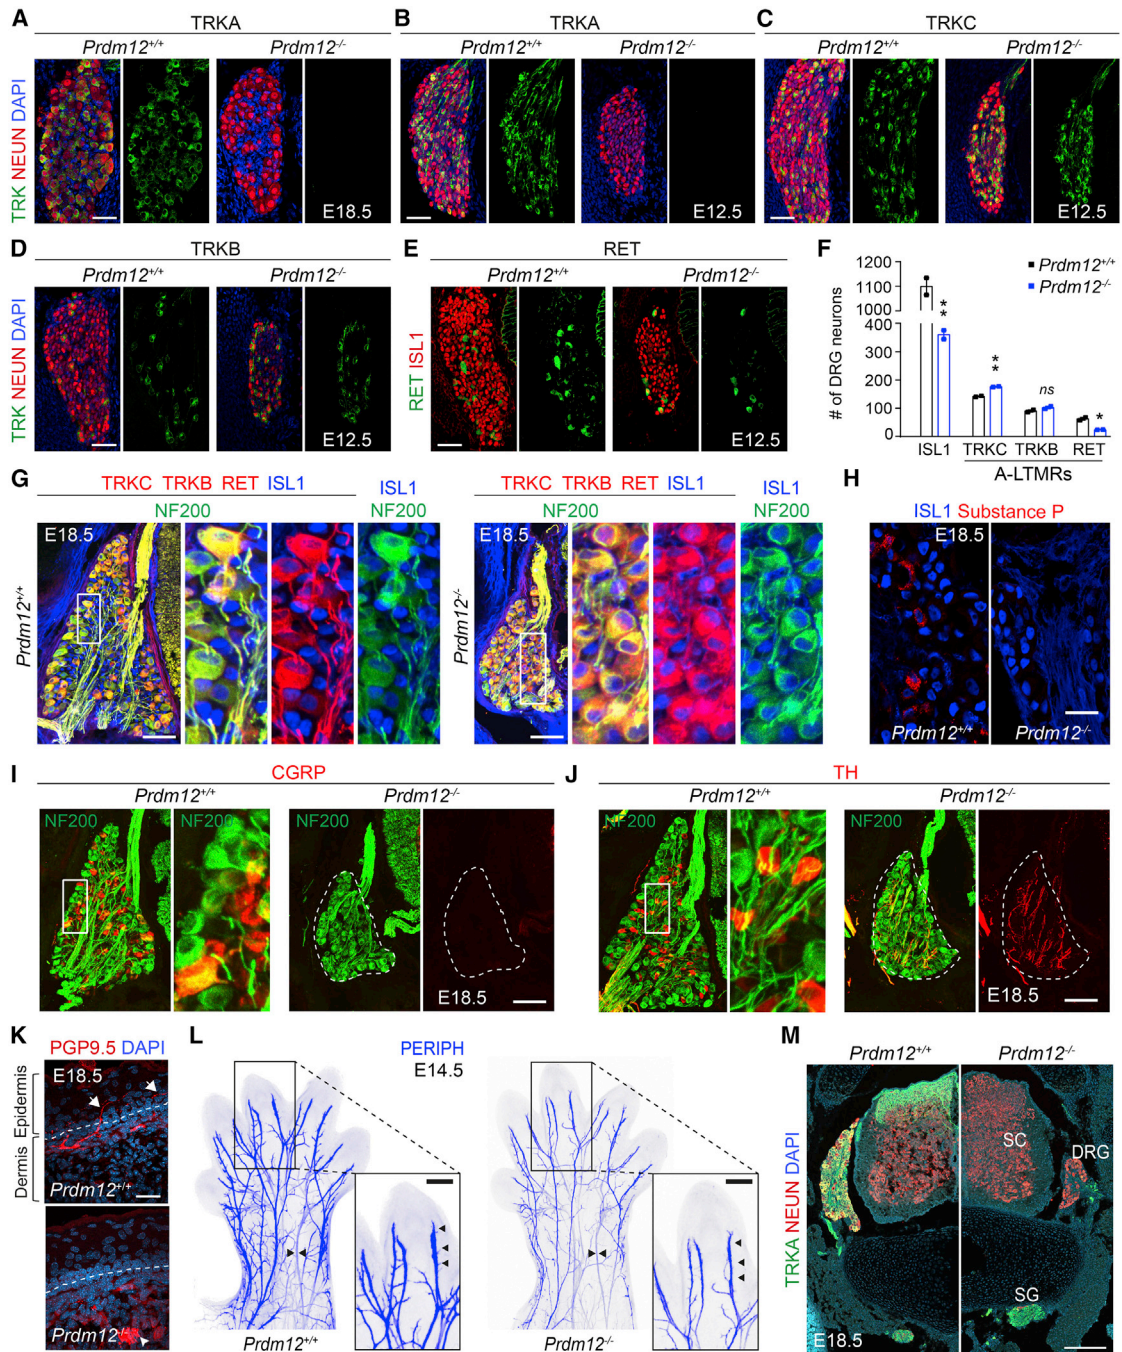 A
TRKA
Prdm12+/+ Prdm12-/-
TRK NEUN DAPI
E18.5
B
TRKA
Prdm12+/+ Prdm12-/-
E12.5
C
TRKC
Prdm12+/+ Prdm12-/-
E12.5
D
TRKB
Prdm12+/+ Prdm12-/-
TRK NEUN DAPI
E12.5
E
RET
Prdm12+/+ Prdm12-/-
RET ISL1
E12.5
F
# of DRG neurons
1200
1100
1000
400
300
200
100
0
Prdm12+/+
Prdm12-/-
**
**
ns
*
ISL1 TRKC TRKB RET
A-LTMRs
G
TRKC TRKB RET ISL1
NF200
ISL1
NF200
E18.5
Prdm12+/+
TRKC TRKB RET ISL1
NF200
ISL1
NF200
E18.5
Prdm12-/-
H
ISL1 Substance P
E18.5
Prdm12+/+ Prdm12-/-
I
CGRP
Prdm12+/+ Prdm12-/-
NF200 NF200 NF200
E18.5
J
TH
Prdm12+/+ Prdm12-/-
NF200 NF200
E18.5
K
PGP9.5 DAPI
E18.5
Epidermis
Dermis
Prdm12+/+
Prdm12-/-
L
PERIPH
E14.5
Prdm12+/+ Prdm12-/-
M
Prdm12+/+ Prdm12-/-
TRKA NEUN DAPI
SC
DRG
SG
E18.5